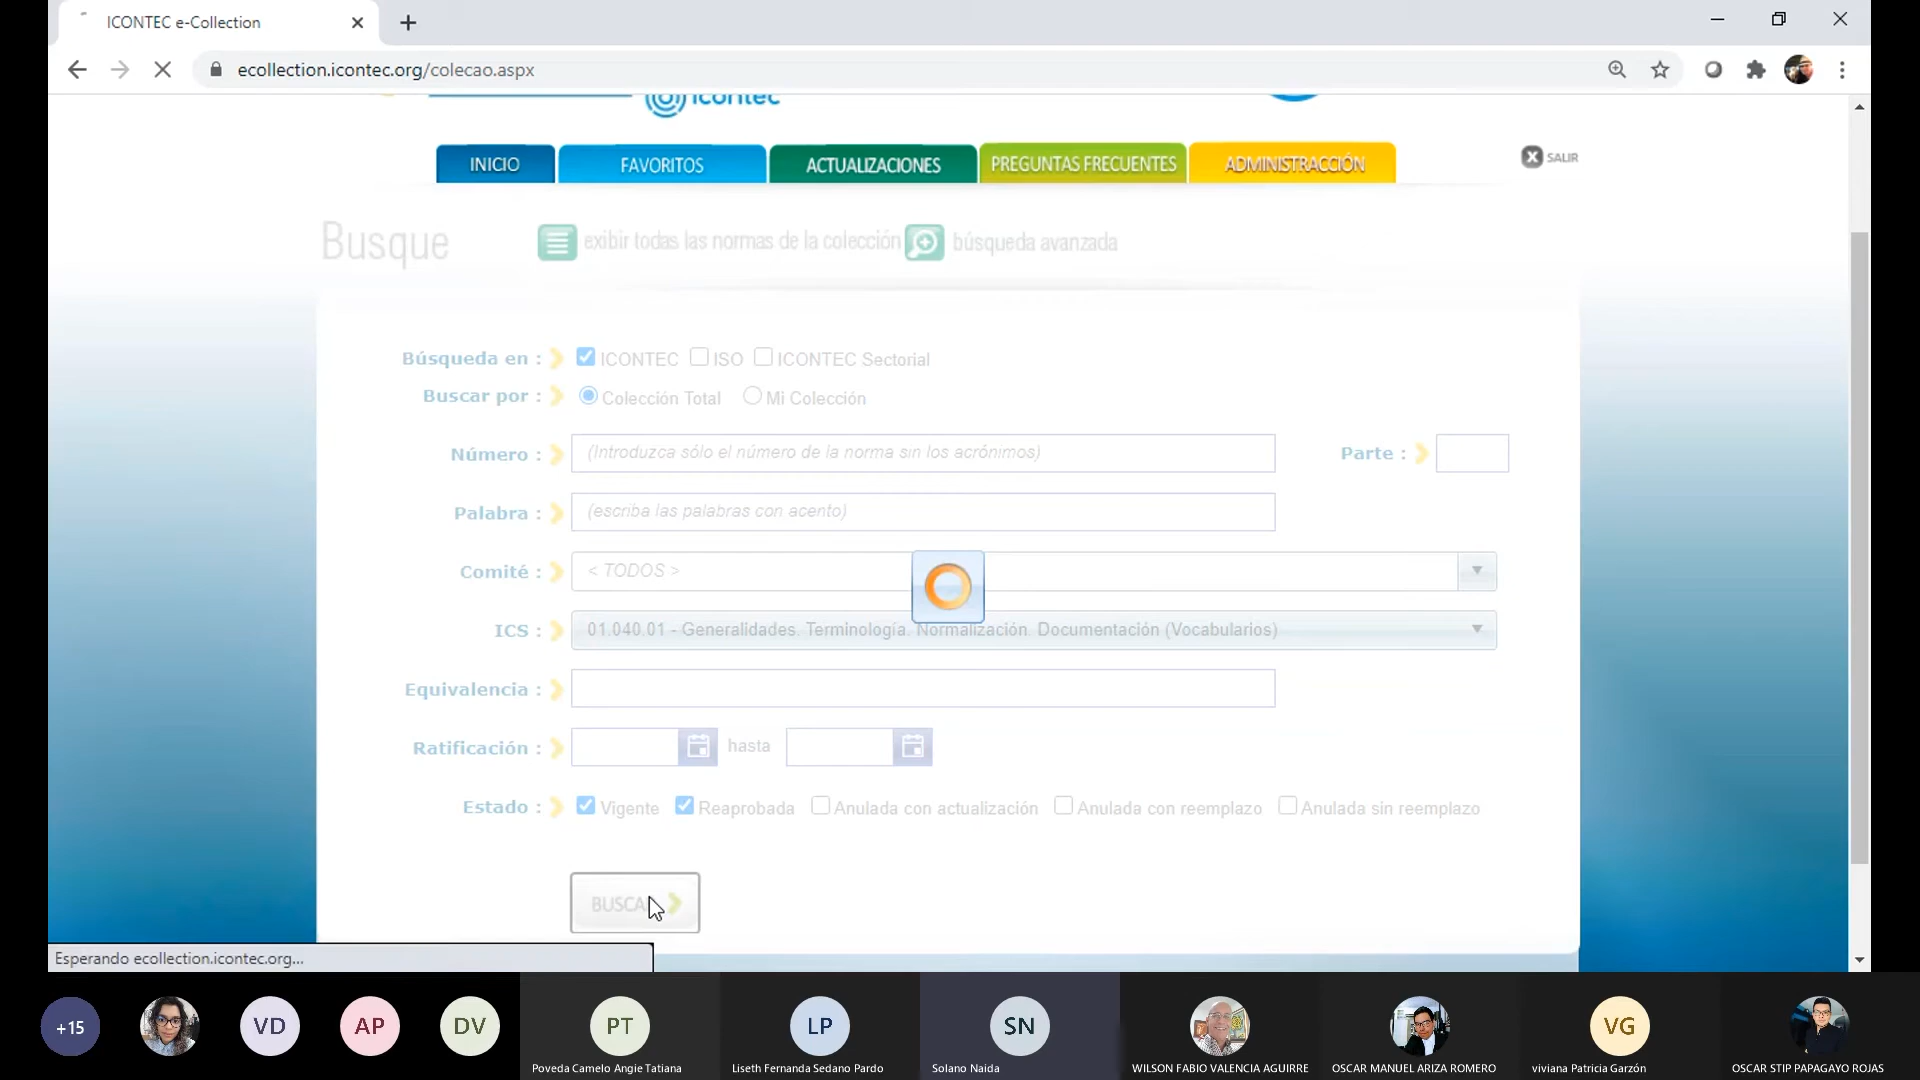 ICONTEC e-Collection
ecollection.icontec.org/colecao.aspx
icontec
INICIO
FAVORITOS
ACTUALIZACIONES
PREGUNTAS FRECUENTES
ADMINISTRACCIÓN
X SALIR
Busque
exibir todas las normas de la colección
búsqueda avanzada
Búsqueda en : ICONTEC ISO ICONTEC Sectorial
Buscar por : Colección Total Mi Colección
Número : (Introduzca sólo el número de la norma sin los acrónimos) Parte :
Palabra : (escriba las palabras con acento)
Comité : < TODOS >
ICS : 01.040.01 - Generalidades. Terminología. Normalización. Documentación (Vocabularios)
Equivalencia :
Ratificación : hasta
Estado : Vigente Reaprobada Anulada con actualización Anulada con reemplazo Anulada sin reemplazo
BUSCA
Esperando ecollection.icontec.org...
+15
VD
AP
DV
PT
LP
SN
VG
Poveda Camelo Angie Tatiana
Liseth Fernanda Sedano Pardo
Solano Naida
WILSON FABIO VALENCIA AGUIRRE
OSCAR MANUEL ARIZA ROMERO
viviana Patricia Garzón
OSCAR STIP PAPAGAYO ROJAS